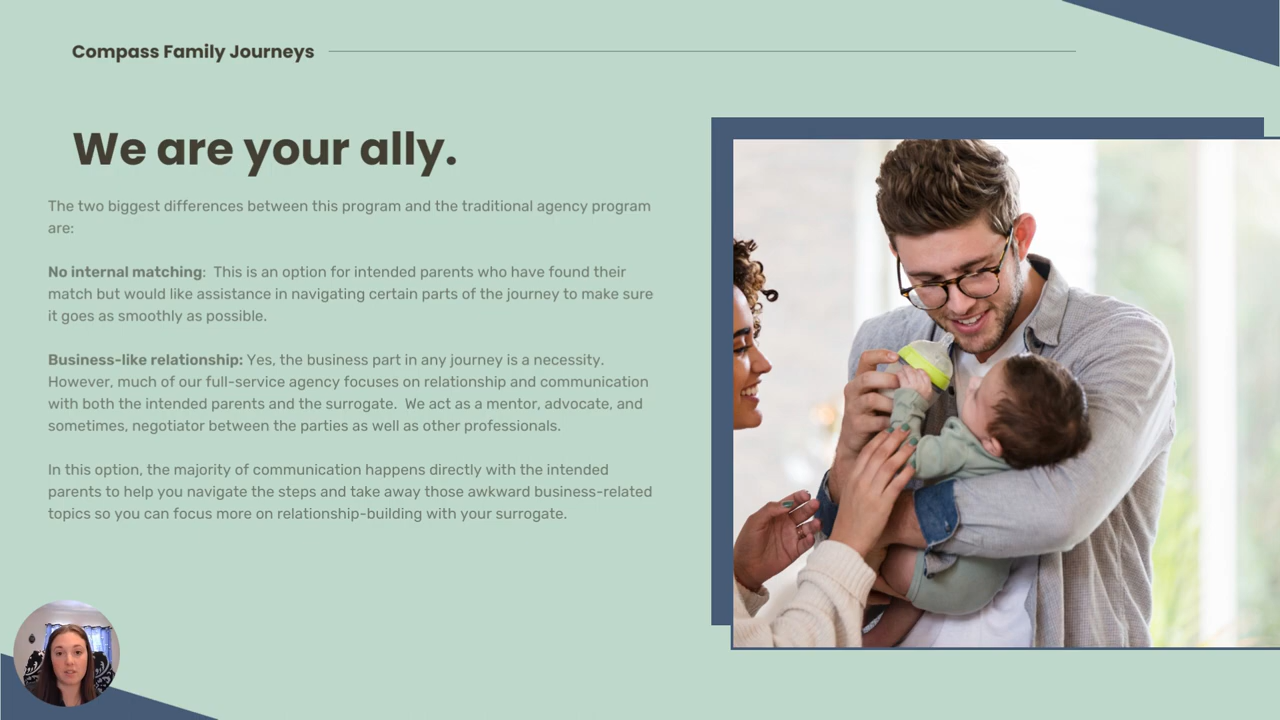 Compass Family Journeys
We are your ally.
The two biggest differences between this program and the traditional agency program
are:
No internal matching:  This is an option for intended parents who have found their
match but would like assistance in navigating certain parts of the journey to make sure
it goes as smoothly as possible.
Business-like relationship: Yes, the business part in any journey is a necessity.
However, much of our full-service agency focuses on relationship and communication
with both the intended parents and the surrogate.  We act as a mentor, advocate, and
sometimes, negotiator between the parties as well as other professionals.
In this option, the majority of communication happens directly with the intended
parents to help you navigate the steps and take away those awkward business-related
topics so you can focus more on relationship-building with your surrogate.